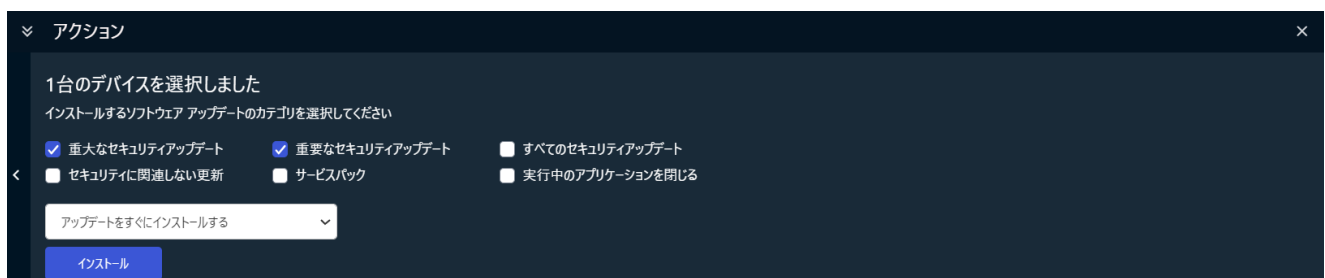 アクション
1台のデバイスを選択しました
インストールするソフトウェア アップデートのカテゴリを選択してください
重大なセキュリティアップデート 重要なセキュリティアップデート すべてのセキュリティアップデート
セキュリティに関連しない更新 サービスパック 実行中のアプリケーションを閉じる
アップデートをすぐにインストールする
インストール